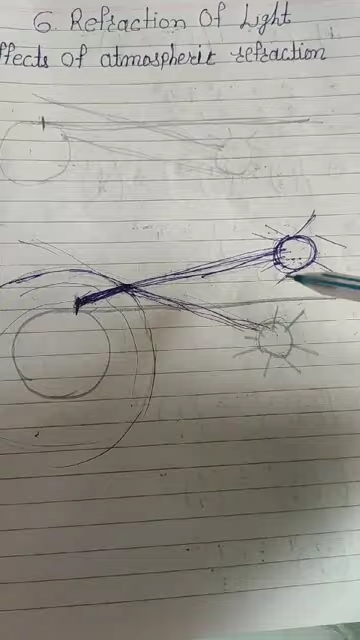 6. Refraction Of Light
ffects of atmospheric refraction